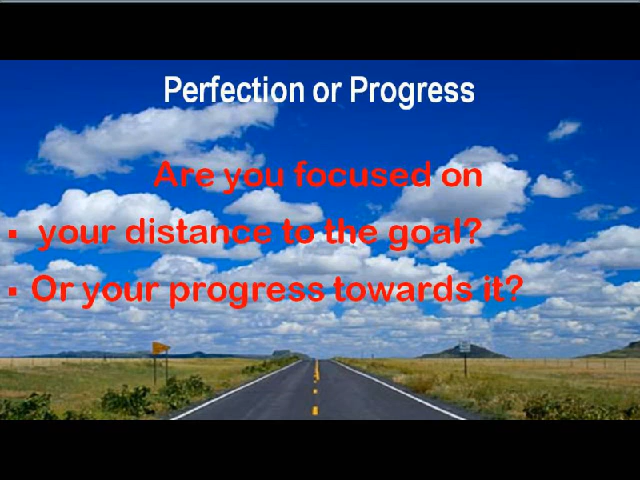 Perfection or Progress
Are you focused on
▪ your distance to the goal?
▪ Or your progress towards it?